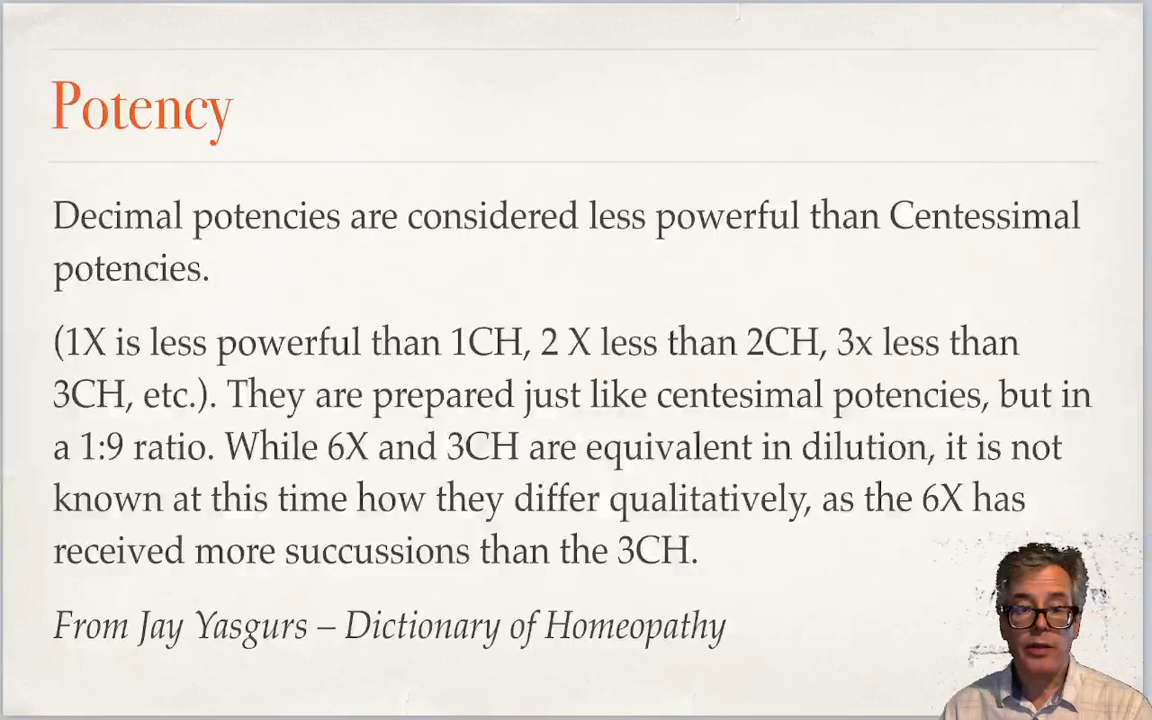 Potency
Decimal potencies are considered less powerful than Centessimal
potencies.
(1X is less powerful than 1CH, 2 X less than 2CH, 3x less than
3CH, etc.). They are prepared just like centesimal potencies, but in
a 1:9 ratio. While 6X and 3CH are equivalent in dilution, it is not
known at this time how they differ qualitatively, as the 6X has
received more succussions than the 3CH.
From Jay Yasgurs – Dictionary of Homeopathy